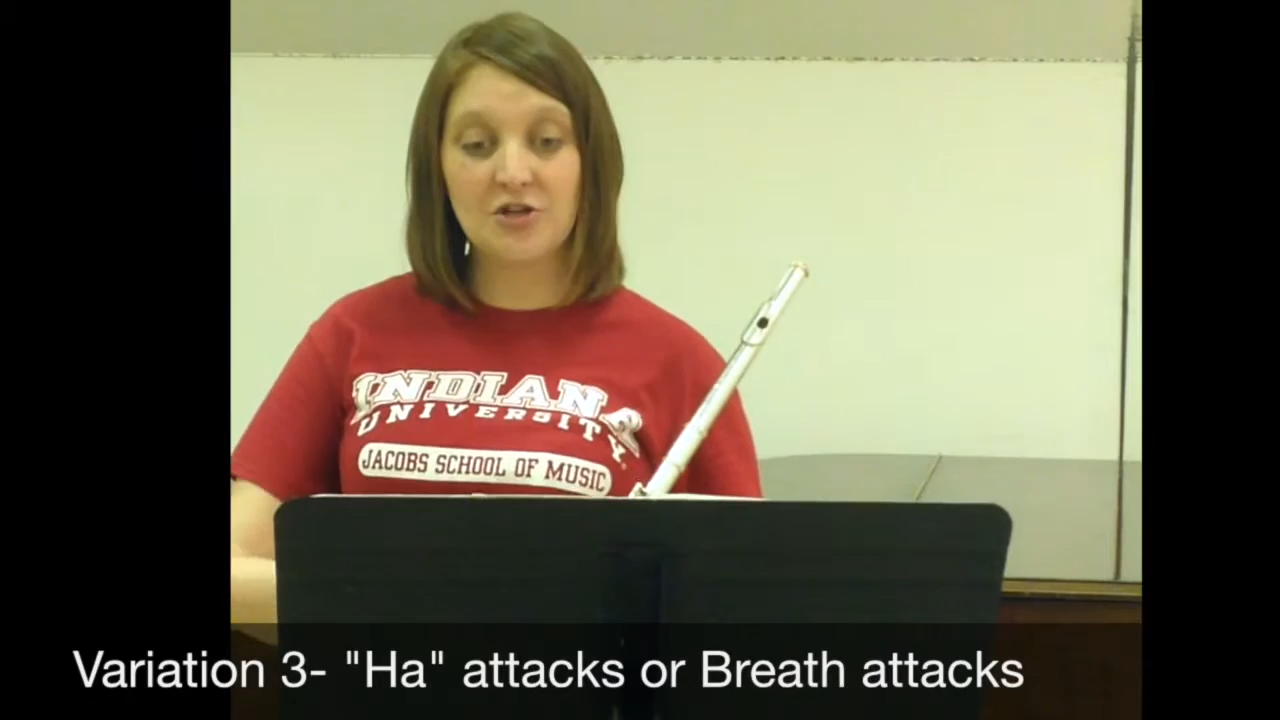 INDIANA
UNIVERSITY
JACOBS SCHOOL OF MUSIC
Variation 3- "Ha" attacks or Breath attacks